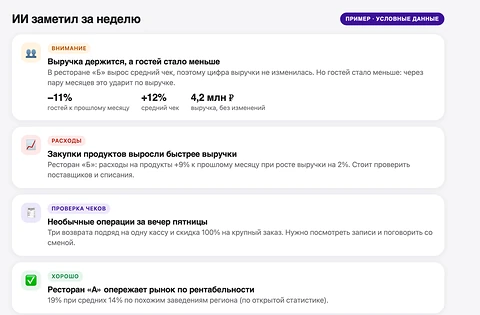 ИИ заметил за неделю
ПРИМЕР · УСЛОВНЫЕ ДАННЫЕ
ВНИМАНИЕ
Выручка держится, а гостей стало меньше
В ресторане «Б» вырос средний чек, поэтому цифра выручки не изменилась. Но гостей стало меньше: через
пару месяцев это ударит по выручке.
−11% +12% 4,2 млн ₽
гостей к прошлому месяцу средний чек выручка, без изменений
РАСХОДЫ
Закупки продуктов выросли быстрее выручки
Ресторан «Б»: расходы на продукты +9% к прошлому месяцу при росте выручки на 2%. Стоит проверить
поставщиков и списания.
ПРОВЕРКА ЧЕКОВ
Необычные операции за вечер пятницы
Три возврата подряд на одну кассу и скидка 100% на крупный заказ. Нужно посмотреть записи и поговорить со
сменой.
ХОРОШО
Ресторан «А» опережает рынок по рентабельности
19% при средних 14% по похожим заведениям региона (по открытой статистике).